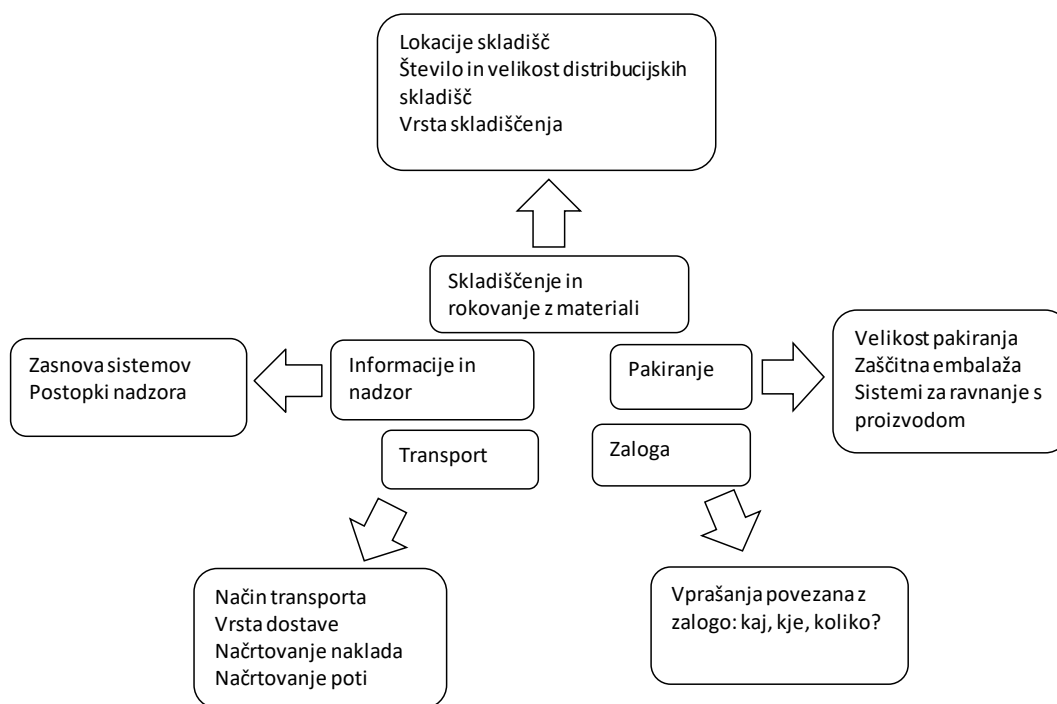 Lokacije skladišč
Število in velikost distribucijskih
skladišč
Vrsta skladiščenja
Skladiščenje in
rokovanje z materiali
Zasnova sistemov
Postopki nadzora
Informacije in
nadzor
Pakiranje
Velikost pakiranja
Zaščitna embalaža
Sistemi za ravnanje s
proizvodom
Transport
Zaloga
Način transporta
Vrsta dostave
Načrtovanje naklada
Načrtovanje poti
Vprašanja povezana z
zalogo: kaj, kje, koliko?